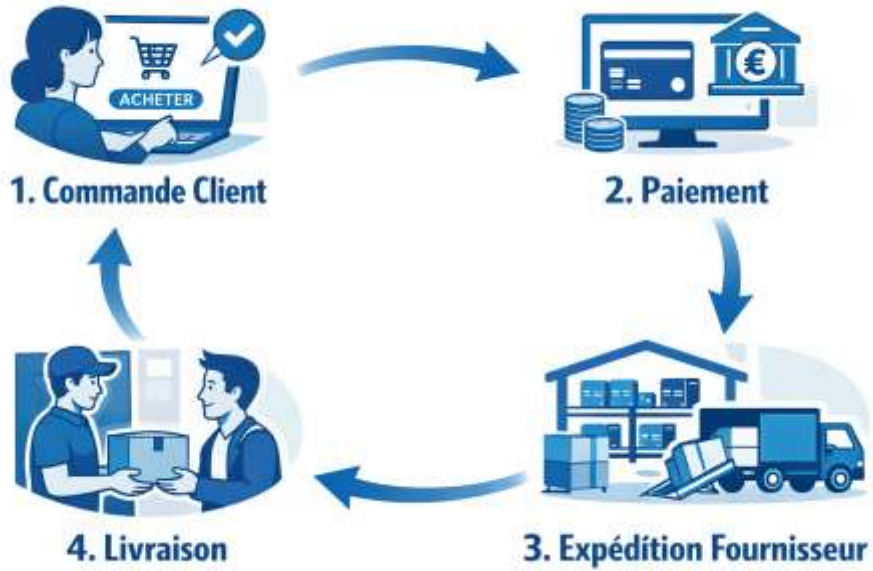 ACHETER
1. Commande Client
€
2. Paiement
4. Livraison
3. Expédition Fournisseur